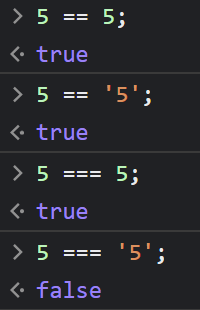 > 5 == 5;
<· true
> 5 == '5';
<· true
> 5 === 5;
<· true
> 5 === '5';
<· false